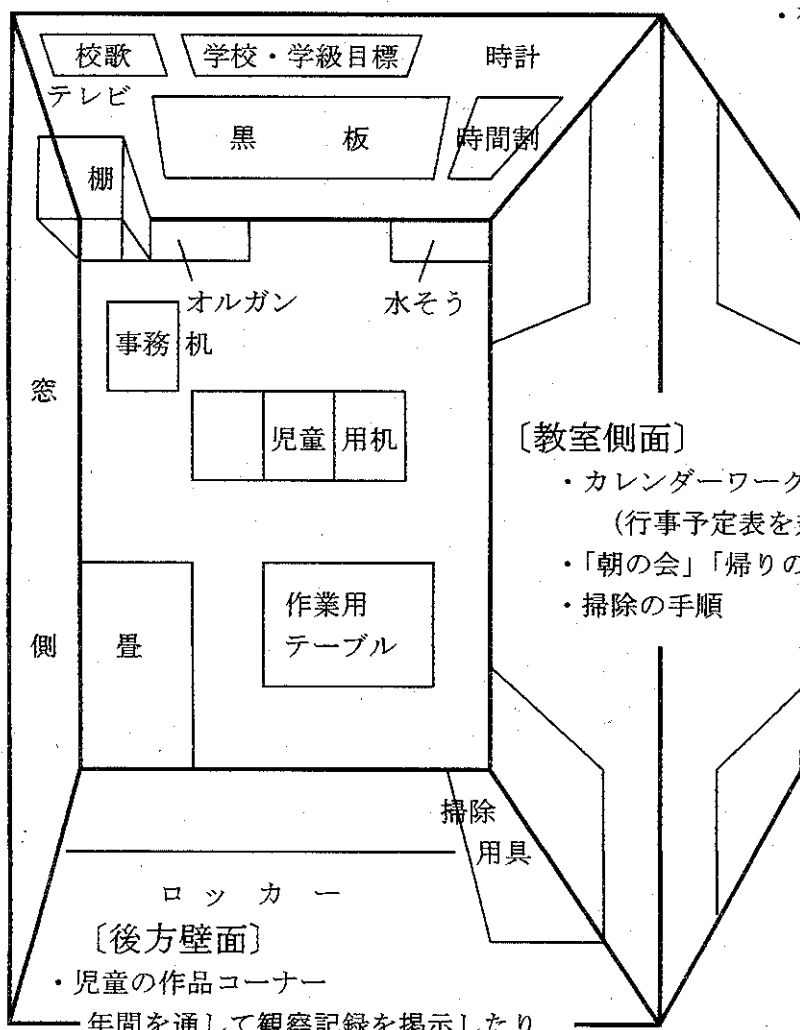 校歌
学校・学級目標
時計
テレビ
黒板
時間割
棚
オルガン
水そう
事務机
窓側
児童用机
〔教室側面〕
・カレンダーワーク
(行事予定表を
・「朝の会」「帰りの
・掃除の手順
畳
作業用
テーブル
掃除
用具
ロッカー
〔後方壁面〕
・児童の作品コーナー
年間を通して観察記録を掲示したり